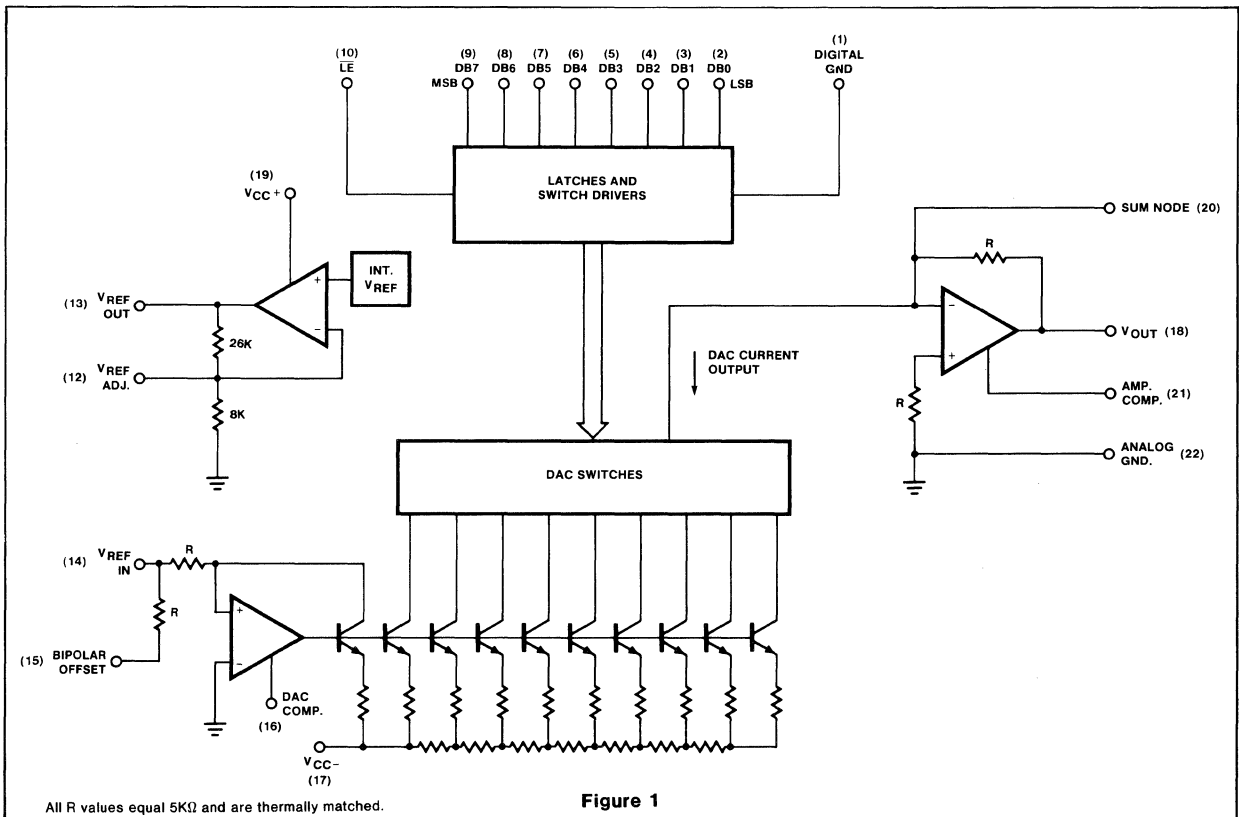 (10)
LE
(9) (8) (7) (6) (5) (4) (3) (2)
DB7 DB6 DB5 DB4 DB3 DB2 DB1 DB0
MSB
LSB
(1)
DIGITAL
GND
LATCHES AND
SWITCH DRIVERS
(19)
VCC+
INT.
VREF
+
−
(13) VREF
OUT
26K
(12) VREF
ADJ.
8K
SUM NODE (20)
R
−
+
VOUT (18)
R
AMP.
COMP. (21)
ANALOG
GND. (22)
DAC CURRENT
OUTPUT
DAC SWITCHES
(14) VREF
IN
R
R
+
−
(15) BIPOLAR
OFFSET
DAC
COMP.
(16)
VCC−
(17)
All R values equal 5KΩ and are thermally matched.
Figure 1